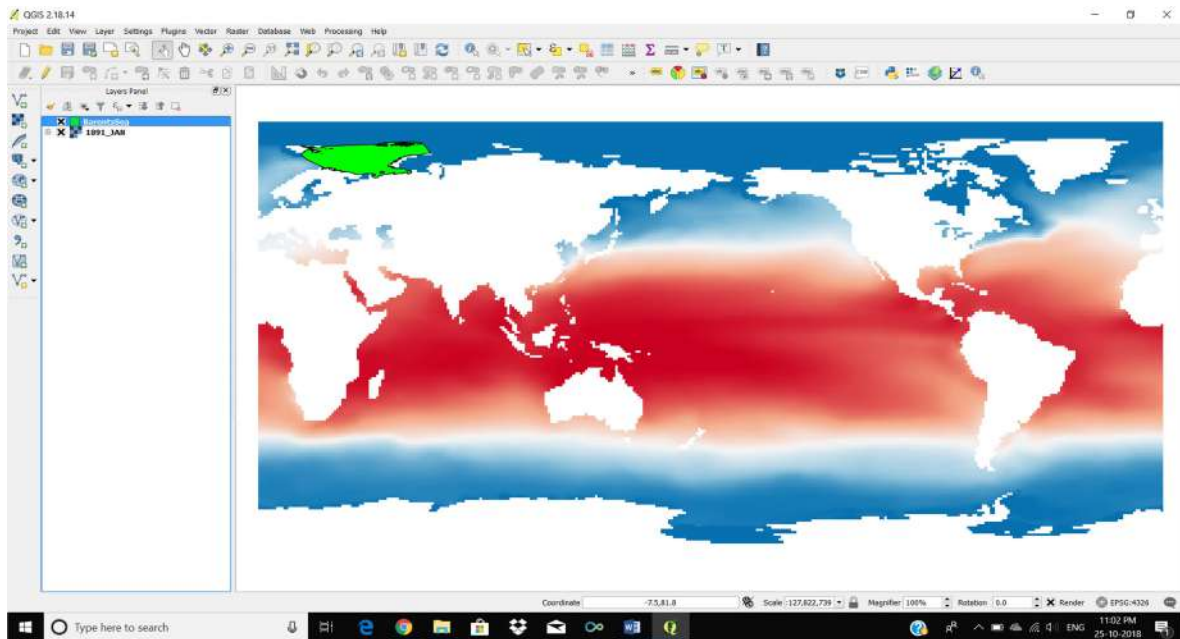 QGIS 2.18.14
Project Edit View Layer Settings Plugins Vector Raster Database Web Processing Help
Layers Panel
BarentsSea
1891_JAN
Coordinate -7.5,81.8 Scale 1:127,822,739 Magnifier 100% Rotation 0.0 Render EPSG:4326
Type here to search
ENG 11:02 PM
25-10-2018